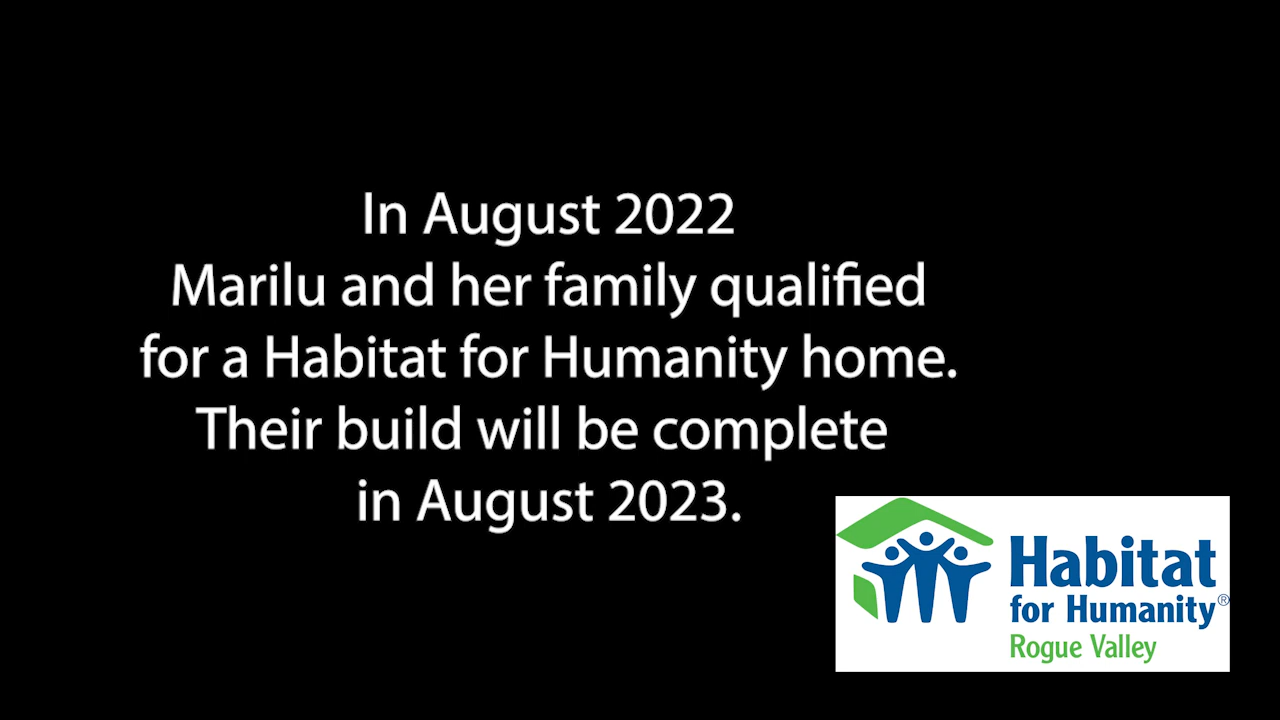 In August 2022
Marilu and her family qualified
for a Habitat for Humanity home.
Their build will be complete
in August 2023.
Habitat
for Humanity®
Rogue Valley